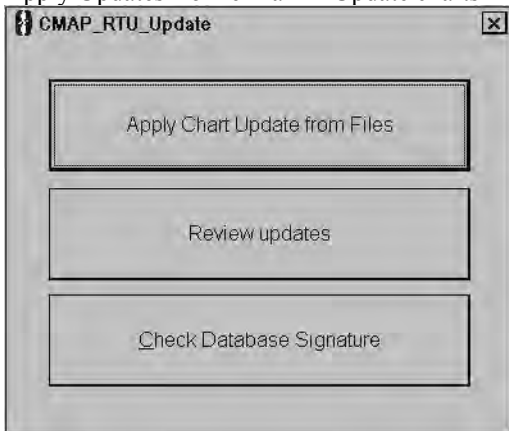 CMAP_RTU_Update
Apply Chart Update from Files
Review updates
Check Database Signature